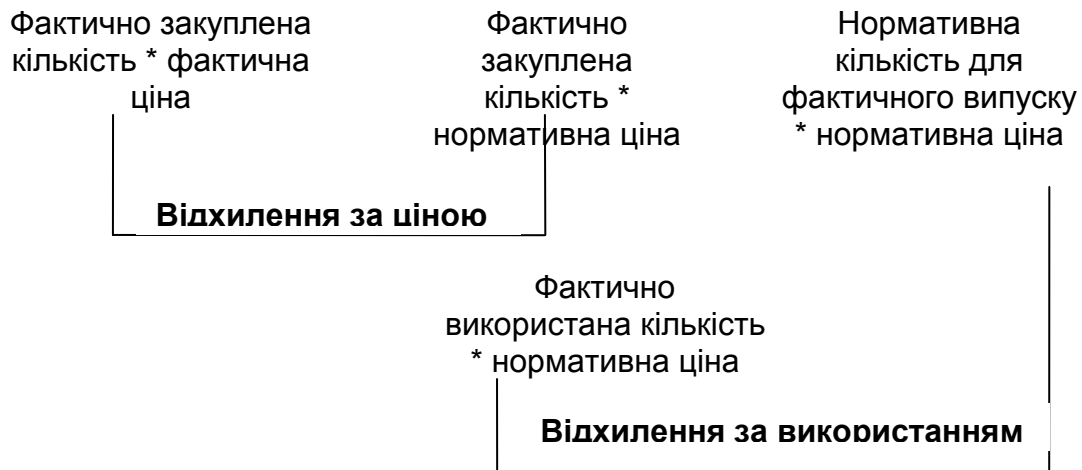 Фактично закуплена
кількість * фактична
ціна
Фактично
закуплена
кількість *
нормативна ціна
Нормативна
кількість для
фактичного випуску
* нормативна ціна
Відхилення за ціною
Фактично
використана кількість
* нормативна ціна
Відхилення за використанням